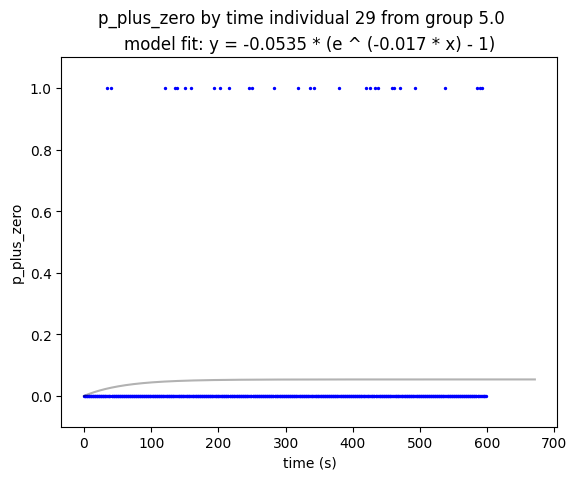 p_plus_zero by time individual 29 from group 5.0
model fit: y = -0.0535 * (e ^ (-0.017 * x) - 1)
1.0
0.8
0.6
0.4
0.2
0.0
p_plus_zero
0 100 200 300 400 500 600 700
time (s)